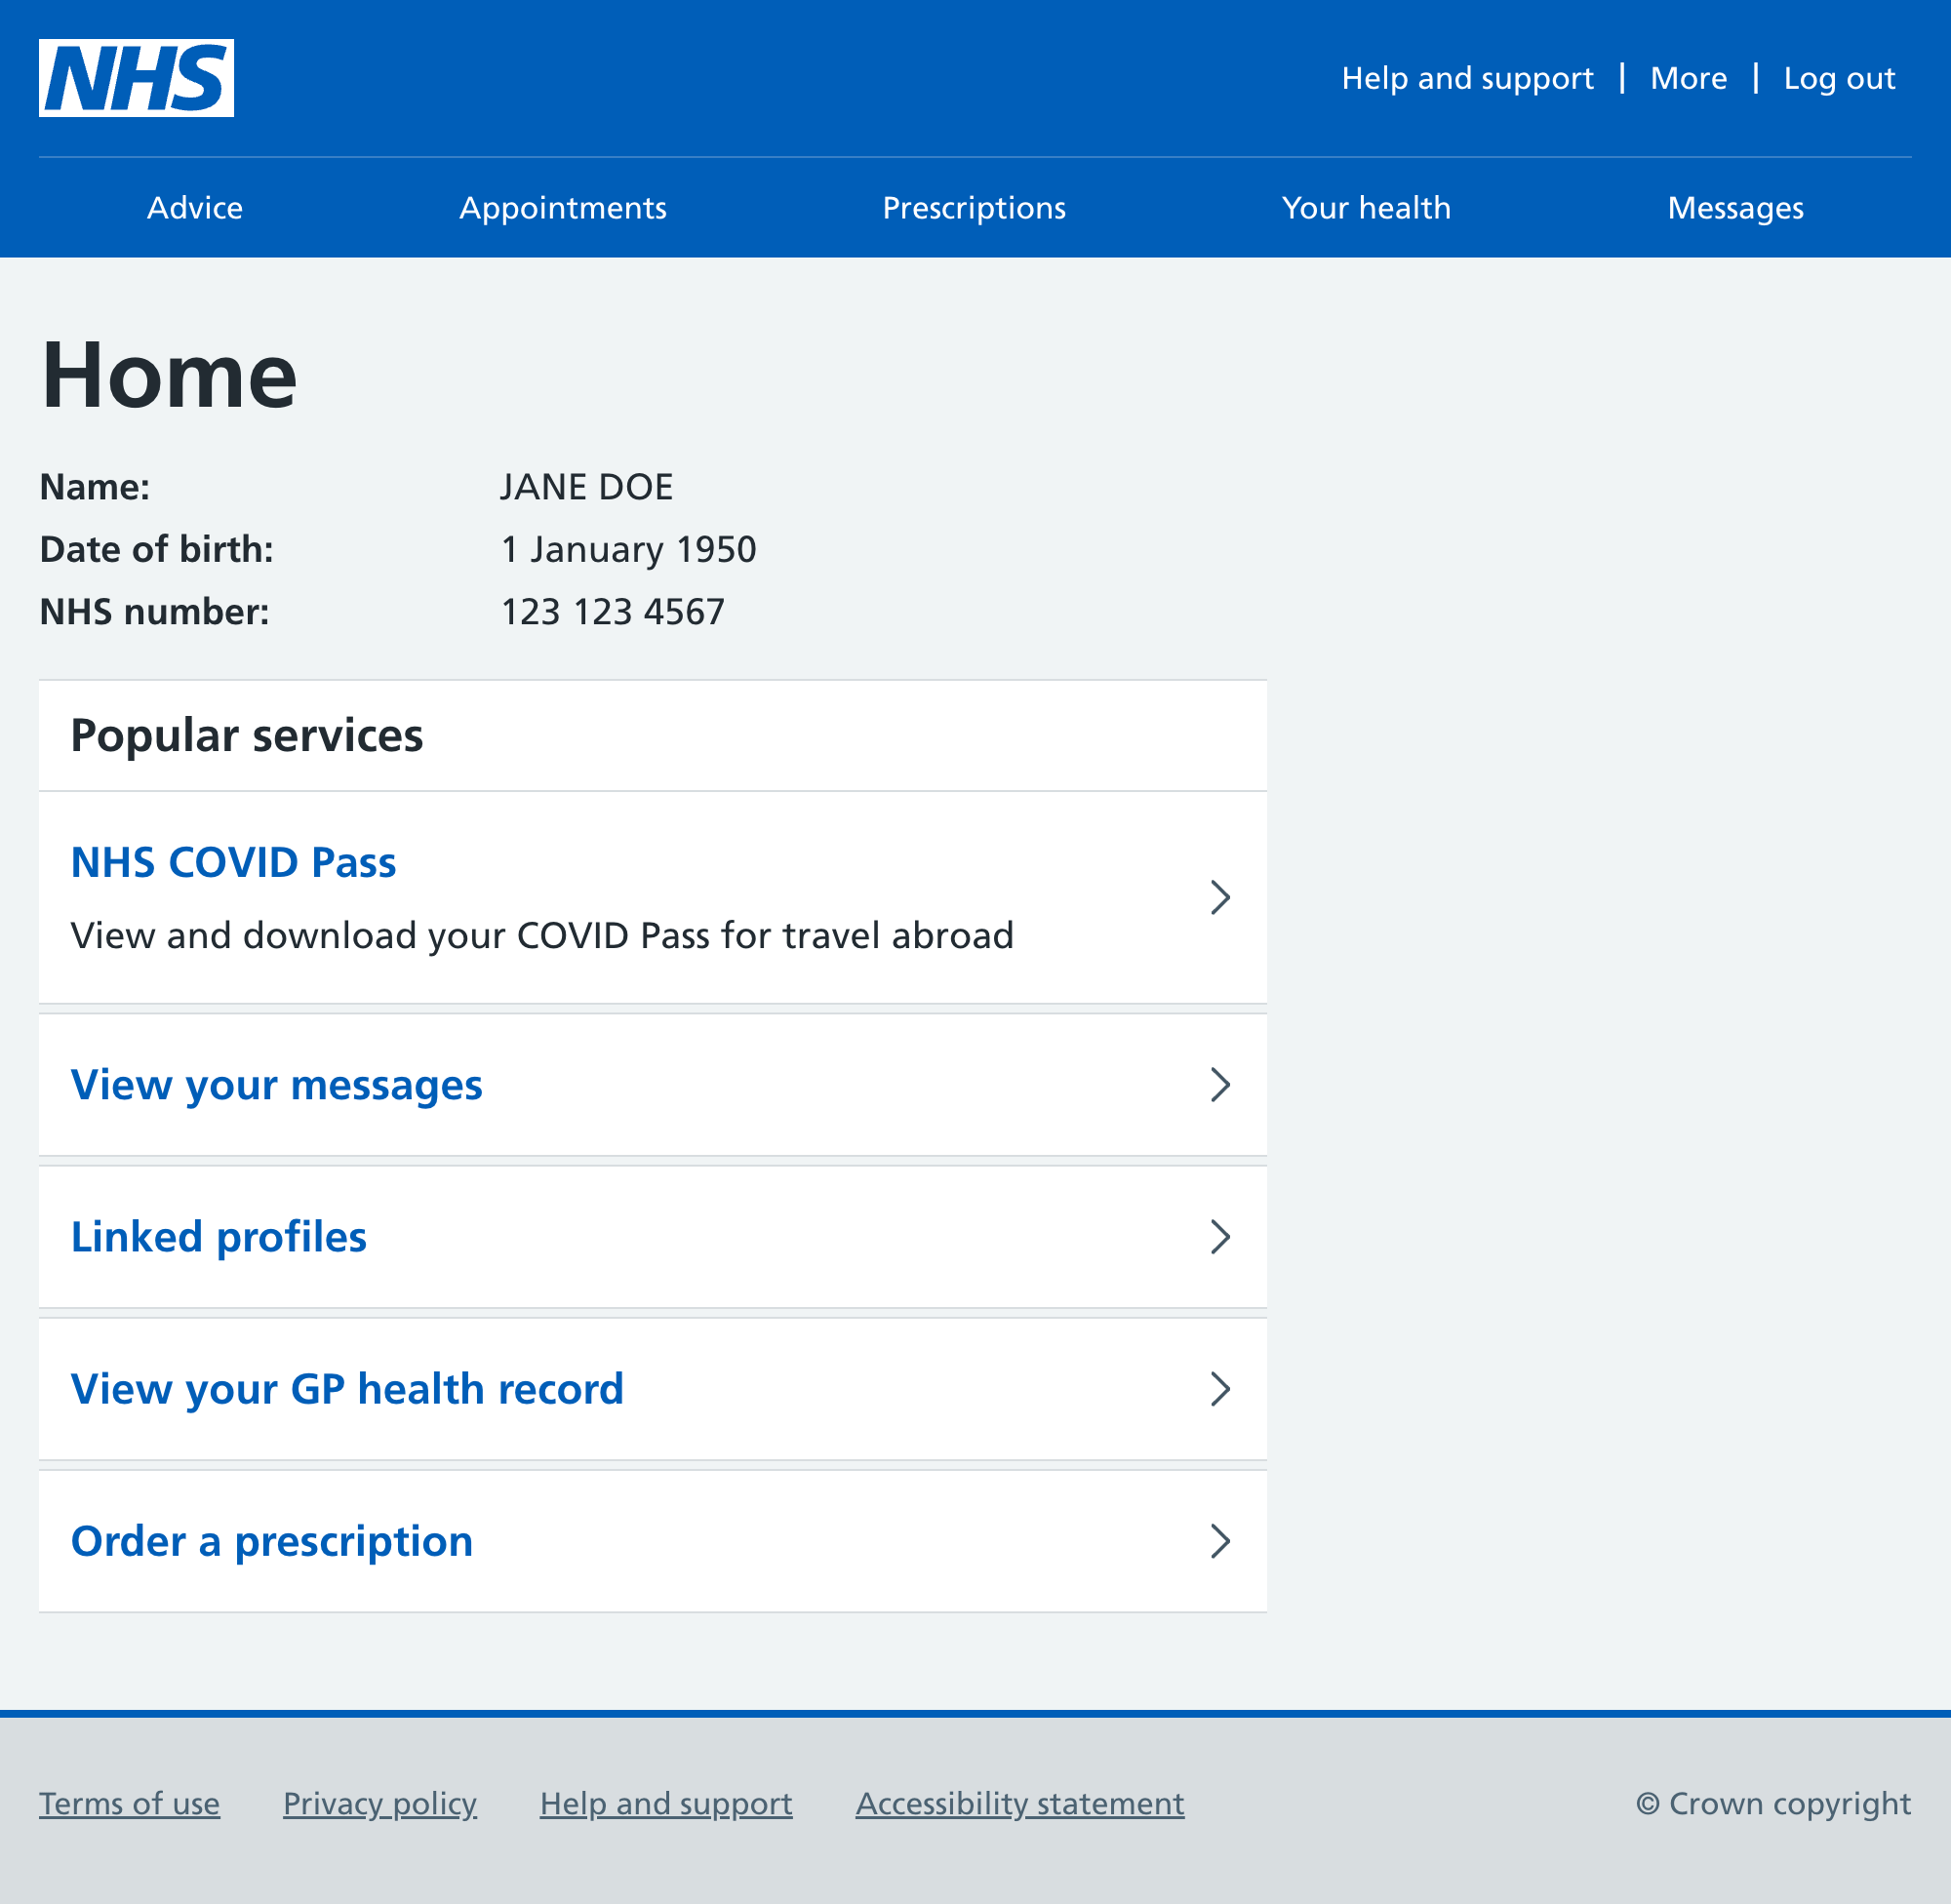 NHS
Help and support | More | Log out
Advice Appointments Prescriptions Your health Messages
Home
Name: JANE DOE
Date of birth: 1 January 1950
NHS number: 123 123 4567
Popular services
NHS COVID Pass
View and download your COVID Pass for travel abroad
View your messages
Linked profiles
View your GP health record
Order a prescription
Terms of use Privacy policy Help and support Accessibility statement © Crown copyright